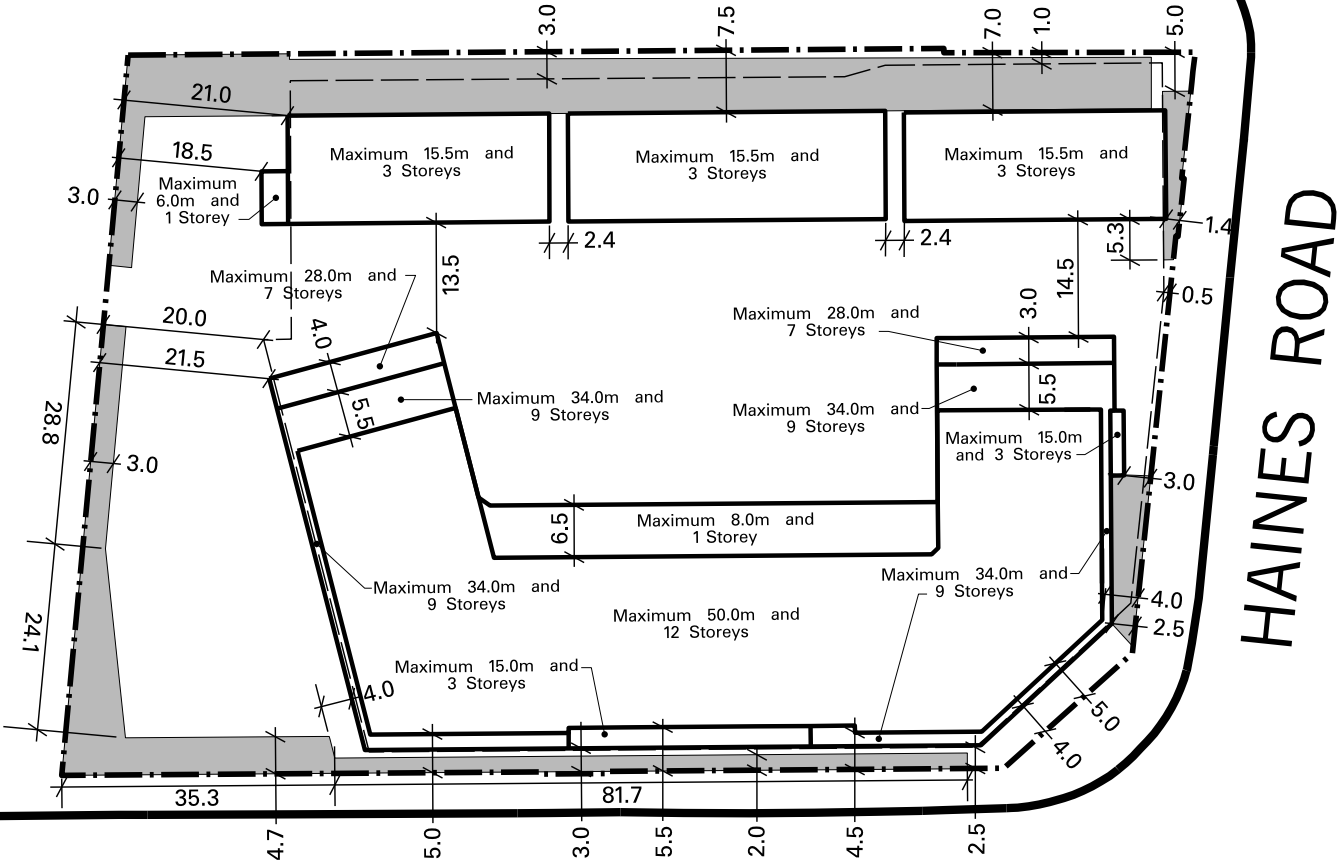 3.0
7.5
7.0
1.0
5.0
21.0
18.5
Maximum 15.5m and
3 Storeys
Maximum 15.5m and
3 Storeys
Maximum 15.5m and
3 Storeys
3.0
Maximum
6.0m and
1 Storey
2.4
2.4
5.3
1.4
13.5
14.5
Maximum 28.0m and
7 Storeys
0.5
20.0
4.0
3.0
Maximum 28.0m and
7 Storeys
21.5
5.5
Maximum 34.0m and
9 Storeys
5.5
Maximum 34.0m and
9 Storeys
28.8
3.0
Maximum 15.0m
and 3 Storeys
3.0
HAINES ROAD
6.5
Maximum 8.0m and
1 Storey
Maximum 34.0m and
9 Storeys
Maximum 34.0m and
9 Storeys
4.0
2.5
Maximum 50.0m and
12 Storeys
24.1
Maximum 15.0m and
3 Storeys
4.0
5.0
4.0
35.3
81.7
4.7
5.0
3.0
5.5
2.0
4.5
2.5